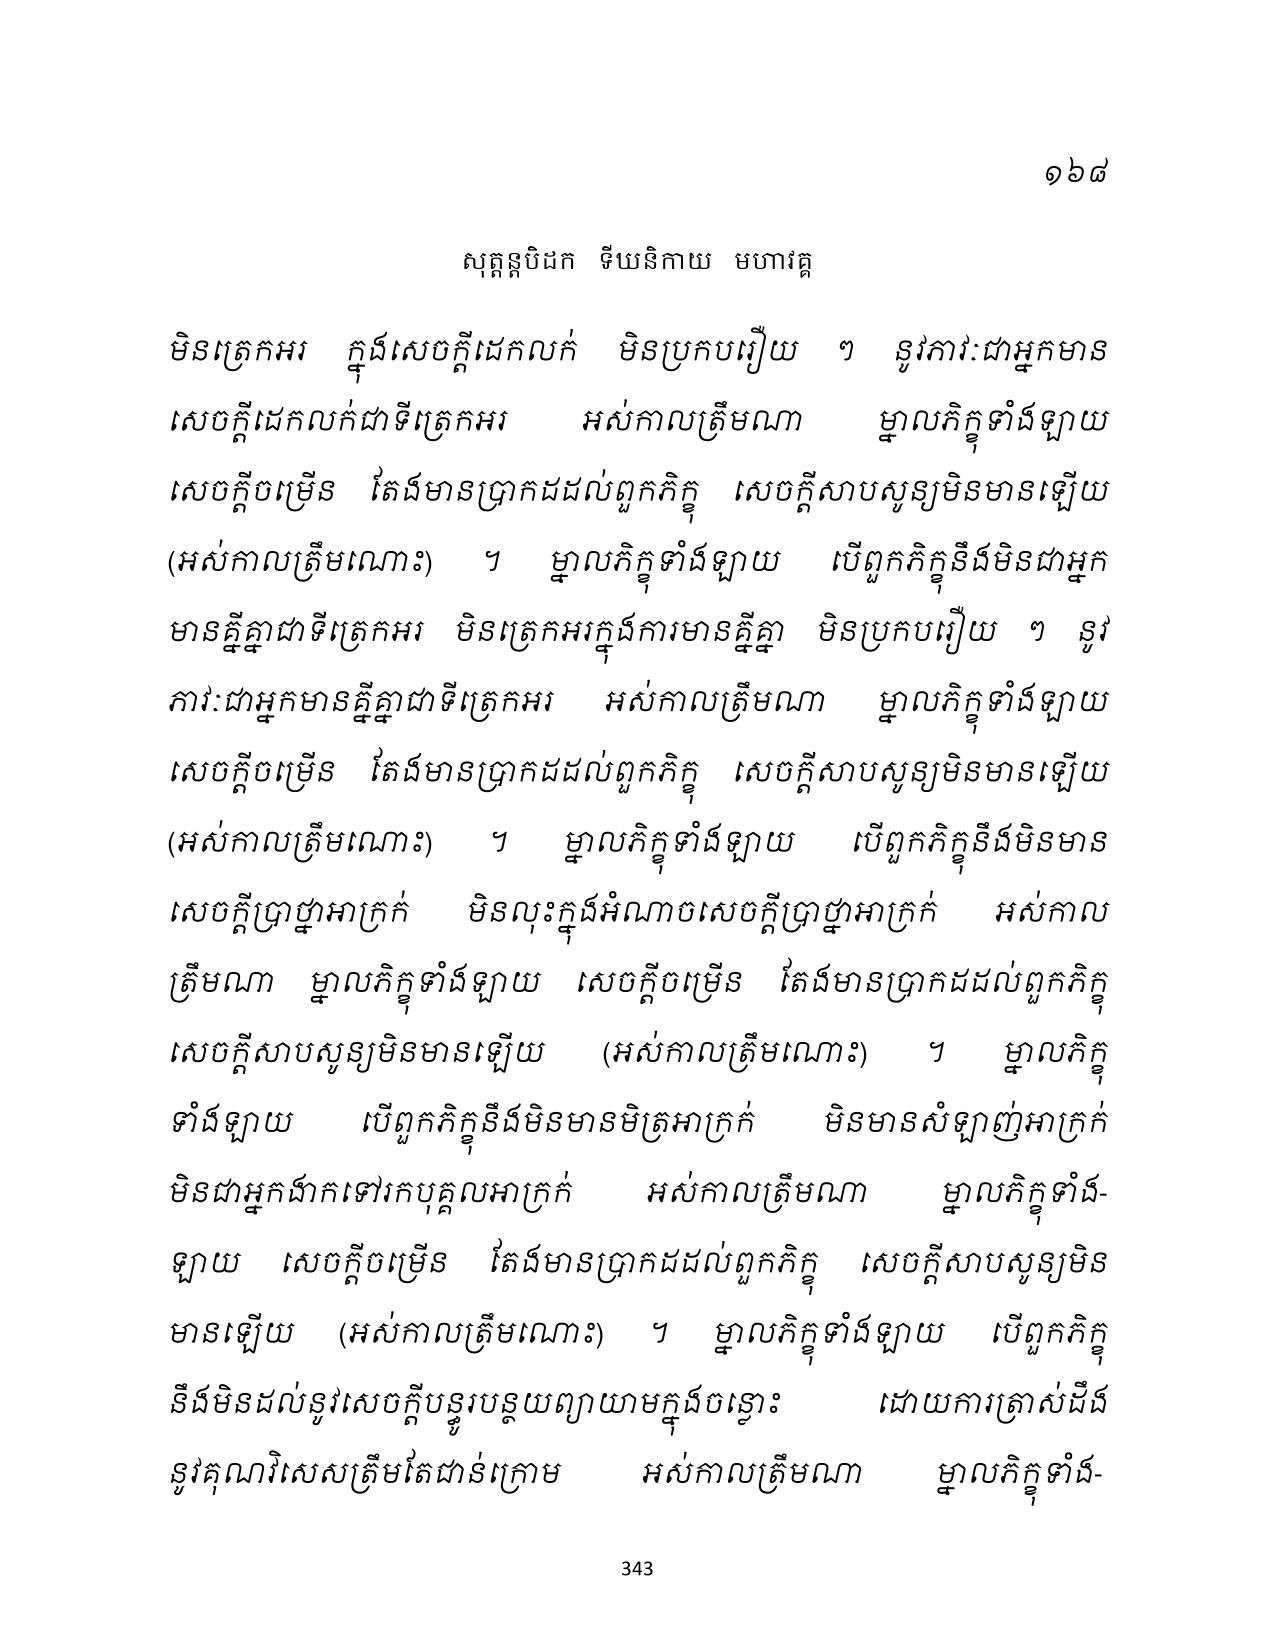 ១៦៨
សុត្តន្តបិដក ទីឃនិកាយ មហាវគ្គ
មិនត្រេកអរ ក្នុងសេចក្តីដេកលក់ មិនប្រកបរឿយ ៗ នូវភាវៈជាអ្នកមាន
សេចក្តីដេកលក់ជាទីត្រេកអរ អស់កាលត្រឹមណា ម្នាលភិក្ខុទាំងឡាយ
សេចក្តីចម្រើន តែងមានប្រាកដដល់ពួកភិក្ខុ សេចក្តីសាបសូន្យមិនមានឡើយ
(អស់កាលត្រឹមណោះ) ។ ម្នាលភិក្ខុទាំងឡាយ បើពួកភិក្ខុនឹងមិនជាអ្នក
មានគ្នីគ្នាជាទីត្រេកអរ មិនត្រេកអរក្នុងការមានគ្នីគ្នា មិនប្រកបរឿយ ៗ នូវ
ភាវៈជាអ្នកមានគ្នីគ្នាជាទីត្រេកអរ អស់កាលត្រឹមណា ម្នាលភិក្ខុទាំងឡាយ
សេចក្តីចម្រើន តែងមានប្រាកដដល់ពួកភិក្ខុ សេចក្តីសាបសូន្យមិនមានឡើយ
(អស់កាលត្រឹមណោះ) ។ ម្នាលភិក្ខុទាំងឡាយ បើពួកភិក្ខុនឹងមិនមាន
សេចក្តីប្រាថ្នាអាក្រក់ មិនលុះក្នុងអំណាចសេចក្តីប្រាថ្នាអាក្រក់ អស់កាល
ត្រឹមណា ម្នាលភិក្ខុទាំងឡាយ សេចក្តីចម្រើន តែងមានប្រាកដដល់ពួកភិក្ខុ
សេចក្តីសាបសូន្យមិនមានឡើយ (អស់កាលត្រឹមណោះ) ។ ម្នាលភិក្ខុ
ទាំងឡាយ បើពួកភិក្ខុនឹងមិនមានមិត្រអាក្រក់ មិនមានសំឡាញ់អាក្រក់
មិនជាអ្នកងាកទៅរកបុគ្គលអាក្រក់ អស់កាលត្រឹមណា ម្នាលភិក្ខុទាំង-
ឡាយ សេចក្តីចម្រើន តែងមានប្រាកដដល់ពួកភិក្ខុ សេចក្តីសាបសូន្យមិន
មានឡើយ (អស់កាលត្រឹមណោះ) ។ ម្នាលភិក្ខុទាំងឡាយ បើពួកភិក្ខុ
នឹងមិនដល់នូវសេចក្តីបន្ធូរបន្ថយព្យាយាមក្នុងចន្លោះ ដោយការត្រាស់ដឹង
នូវគុណវិសេសត្រឹមតែជាន់ក្រោម អស់កាលត្រឹមណា ម្នាលភិក្ខុទាំង-
343